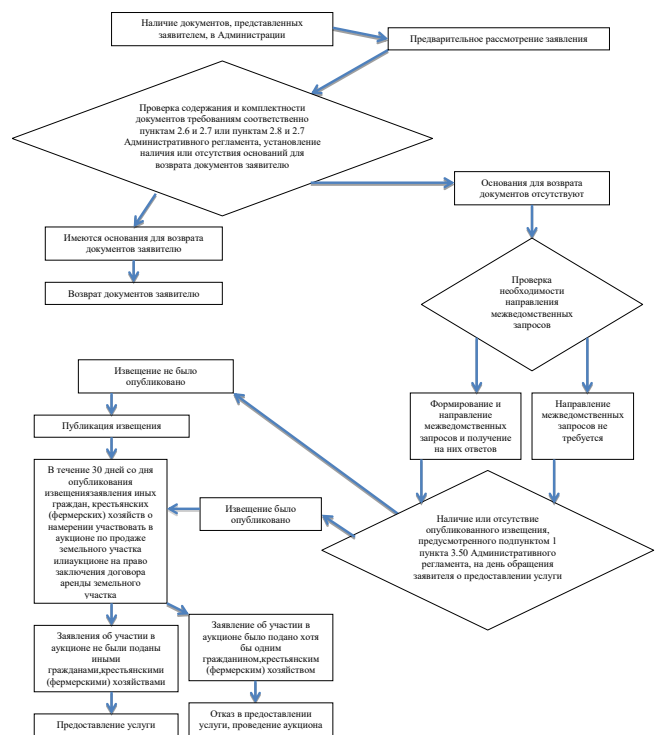 Наличие документов, представленных
заявителем, в Администрации
Предварительное рассмотрение заявления
Проверка содержания и комплектности
документов требованиям соответственно
пунктам 2.6 и 2.7 или пунктам 2.8 и 2.7
Административного регламента, установление
наличия или отсутствия оснований для
возврата документов заявителю
Основания для возврата
документов отсутствуют
Имеются основания для возврата
документов заявителю
Возврат документов заявителю
Проверка
необходимости
направления
межведомственных
запросов
Извещение не было
опубликовано
Формирование и
направление
межведомственных
запросов и получение
на них ответов
Направление
межведомственных
запросов не
требуется
Публикация извещения
В течение 30 дней со дня
опубликования
извещениязаявления иных
граждан, крестьянских
(фермерских) хозяйств о
намерении участвовать в
аукционе по продаже
земельного участка
илиаукционе на право
заключения договора
аренды земельного
участка
Извещение было
опубликовано
Наличие или отсутствие
опубликованного извещения,
предусмотренного подпунктом 1
пункта 3.50 Административного
регламента, на день обращения
заявителя о предоставлении услуги
Заявления об участии в
аукционе не были поданы
иными
гражданами,крестьянскими
(фермерскими) хозяйствами
Заявление об участии в
аукционе было подано хотя
бы одним
гражданином,крестьянским
(фермерским) хозяйством
Предоставление услуги
Отказ в предоставлении
услуги, проведение аукциона